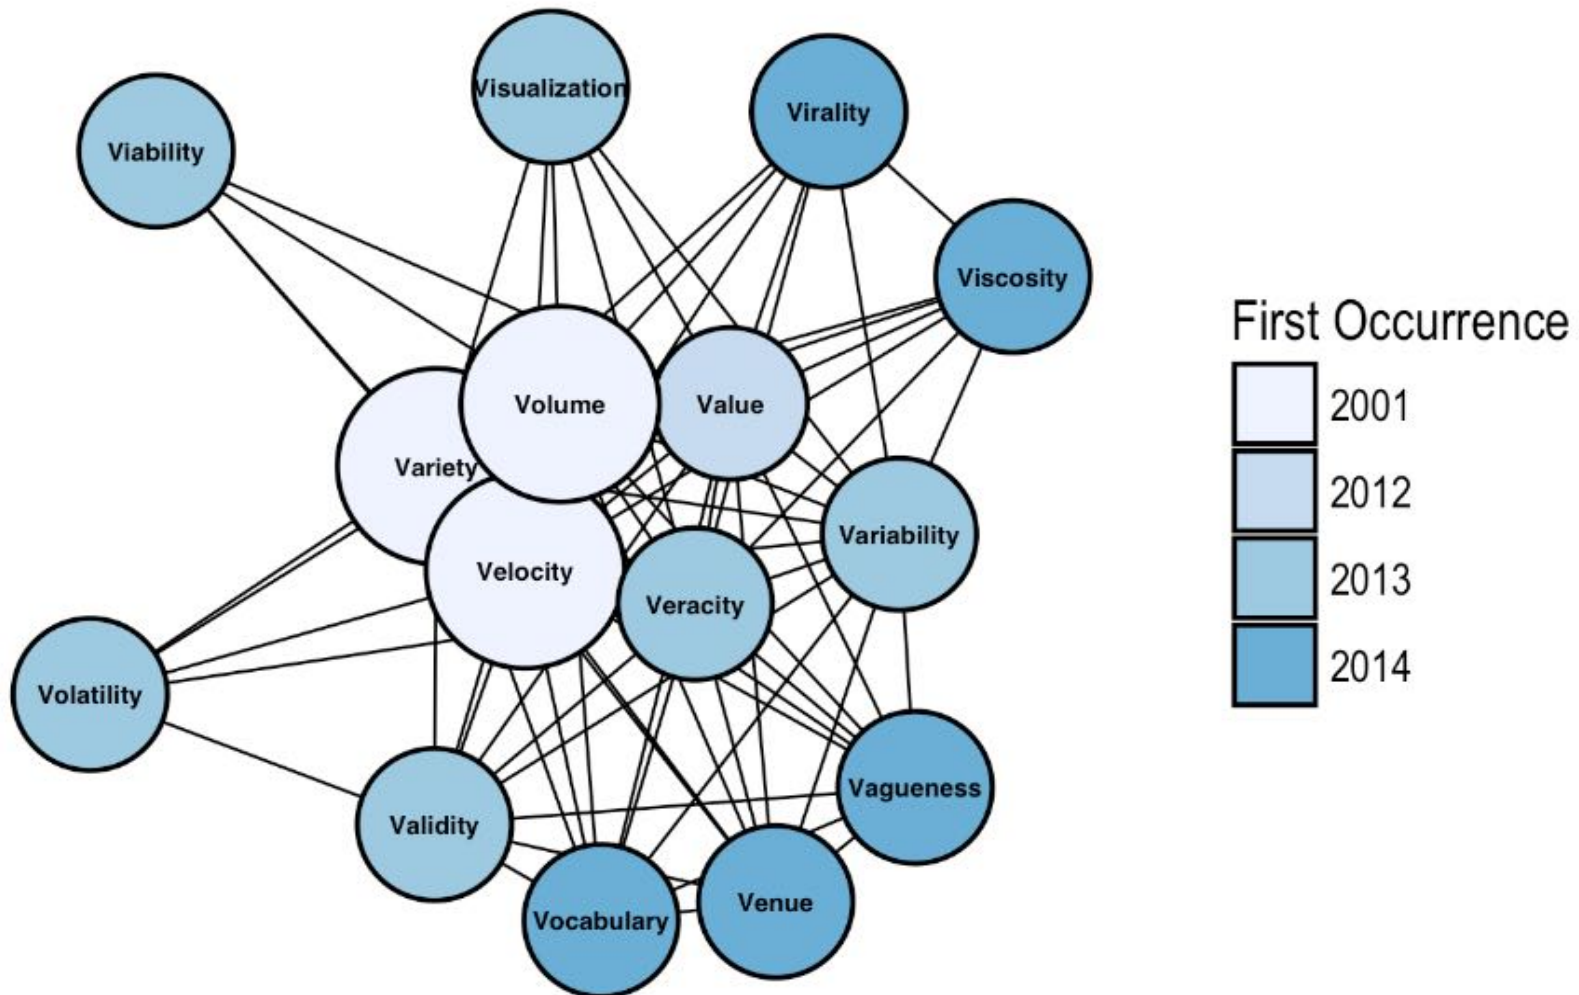 Visualization
Virality
Viability
Viscosity
First Occurrence
2001
Volume
Value
Variety
2012
Variability
Velocity
2013
Veracity
2014
Volatility
Vagueness
Validity
Venue
Vocabulary